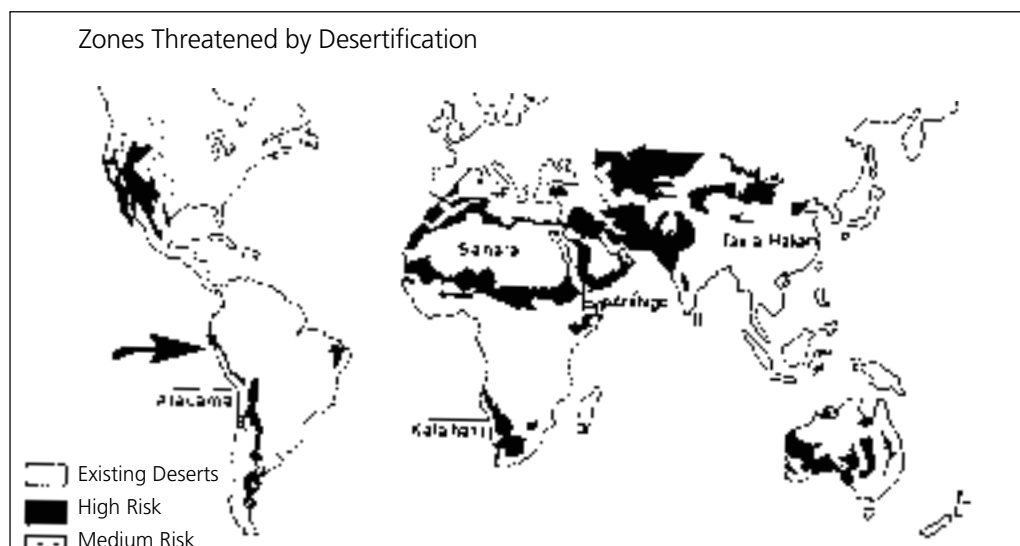 Zones Threatened by Desertification
Sahara
Atacama
Kalahari
Existing Deserts
High Risk
Medium Risk